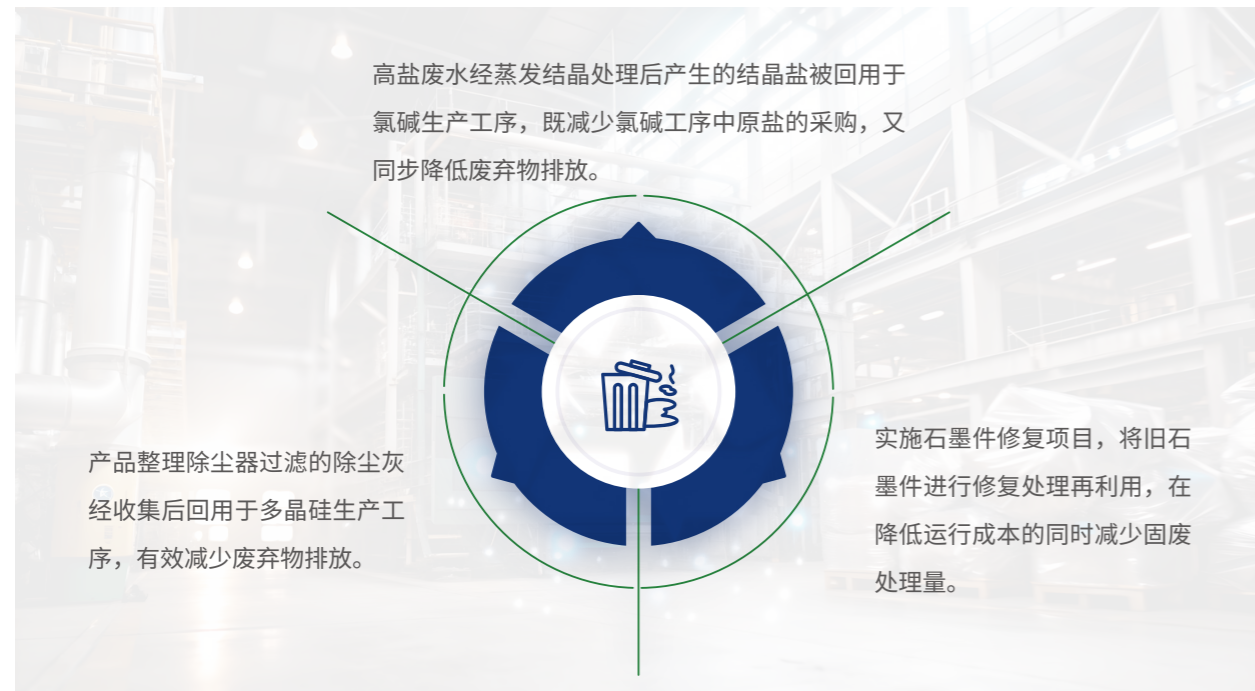 高盐废水经蒸发结晶处理后产生的结晶盐被回用于
氯碱生产工序，既减少氯碱工序中原盐的采购，又
同步降低废弃物排放。
产品整理除尘器过滤的除尘灰
经收集后回用于多晶硅生产工
序，有效减少废弃物排放。
实施石墨件修复项目，将旧石
墨件进行修复处理再利用，在
降低运行成本的同时减少固废
处理量。